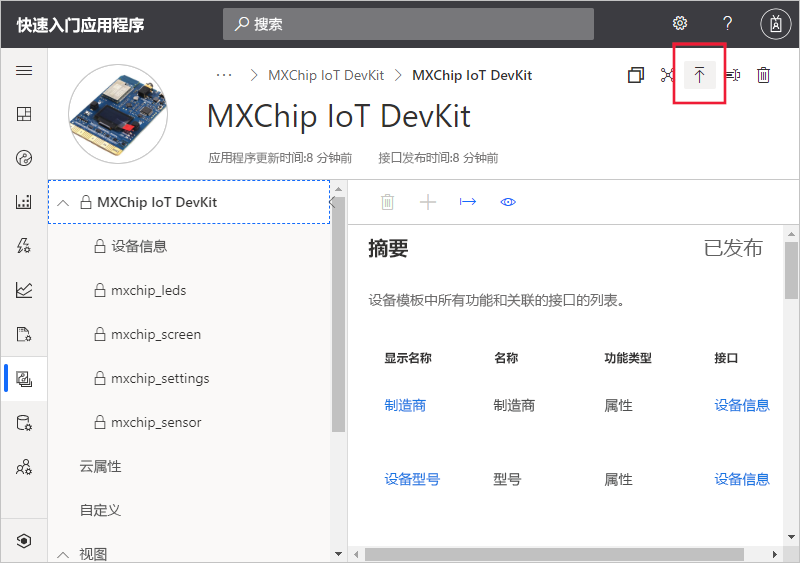 快速入门应用程序
搜索
?
··· > MXChip IoT DevKit > MXChip IoT DevKit
MXChip IoT DevKit
应用程序更新时间:8 分钟前 接口发布时间:8 分钟前
MXChip IoT DevKit
设备信息
mxchip_leds
mxchip_screen
mxchip_settings
mxchip_sensor
云属性
自定义
视图
摘要 已发布
设备模板中所有功能和关联的接口的列表。
显示名称 名称 功能类型 接口
制造商 制造商 属性 设备信息
设备型号 型号 属性 设备信息